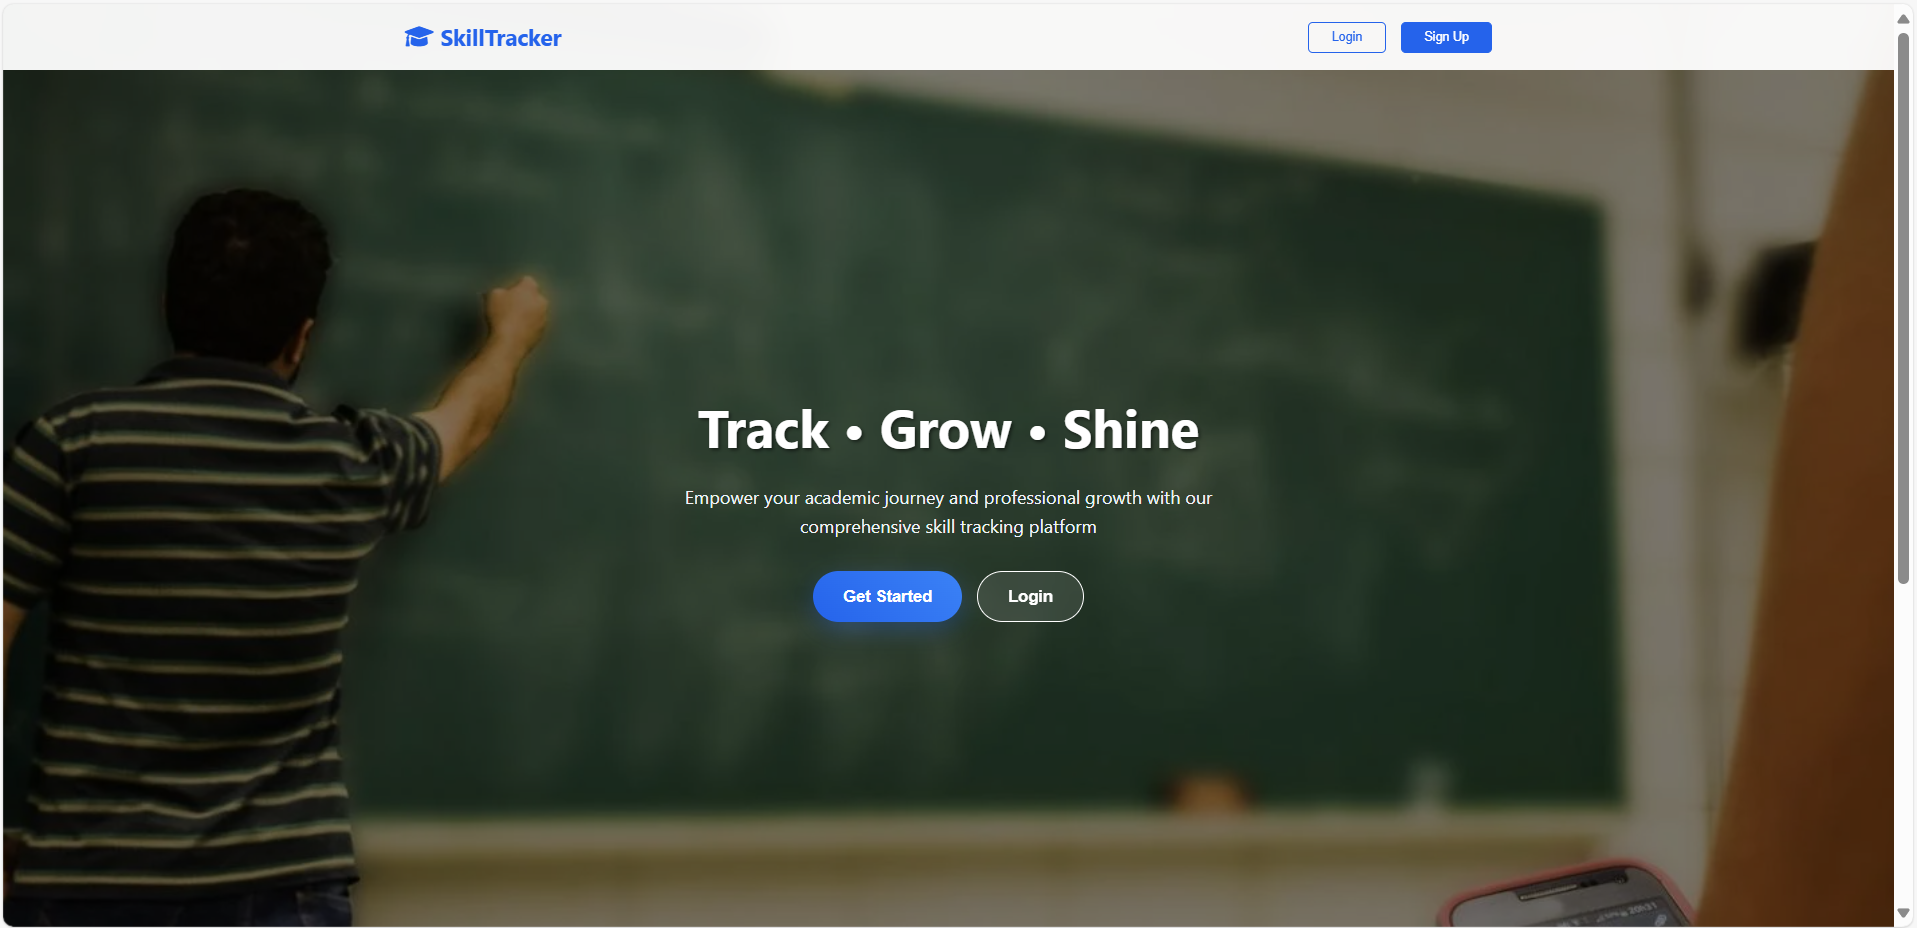 SkillTracker
Login
Sign Up
Track • Grow • Shine
Empower your academic journey and professional growth with our
comprehensive skill tracking platform
Get Started
Login